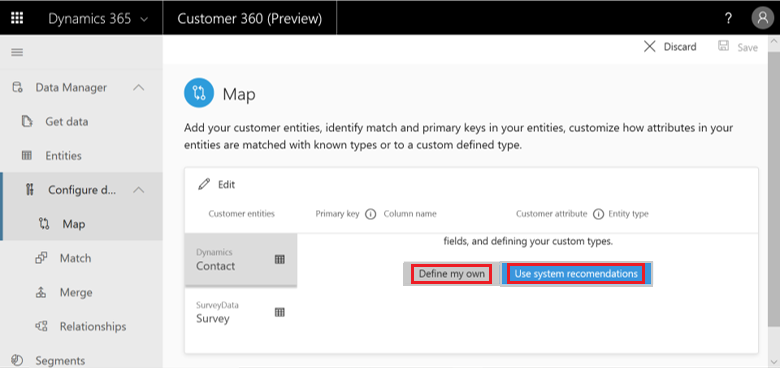 Dynamics 365
Customer 360 (Preview)
?
Discard
Save
Data Manager
Get data
Entities
Configure d...
Map
Match
Merge
Relationships
Segments
Map
Add your customer entities, identify match and primary keys in your entities, customize how attributes in your
entities are matched with known types or to a custom defined type.
Edit
Customer entities Primary key Column name Customer attribute Entity type
fields, and defining your custom types.
Dynamics
Contact
Define my own Use system recomendations
SurveyData
Survey